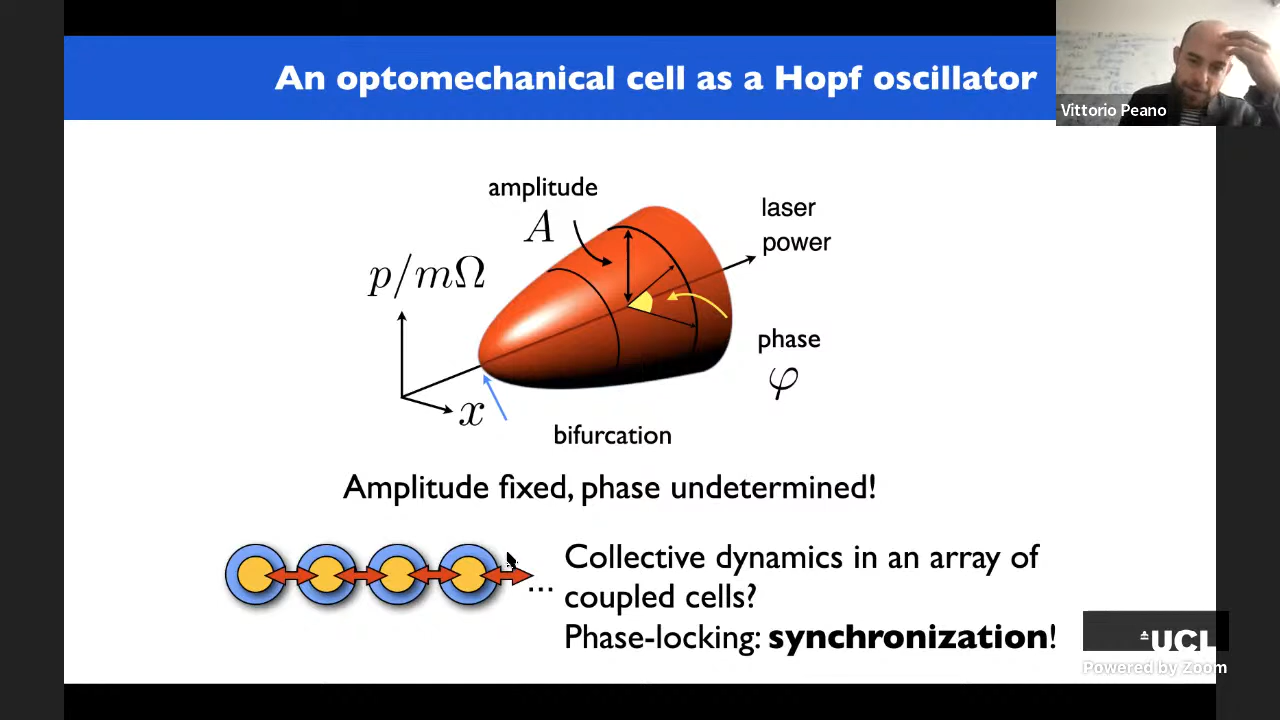 An optomechanical cell as a Hopf oscillator
Vittorio Peano
amplitude
A
laser
power
p/mΩ
phase
φ
x
bifurcation
Amplitude fixed, phase undetermined!
...
Collective dynamics in an array of
coupled cells?
Phase-locking: synchronization!
UCL
Powered by Zoom